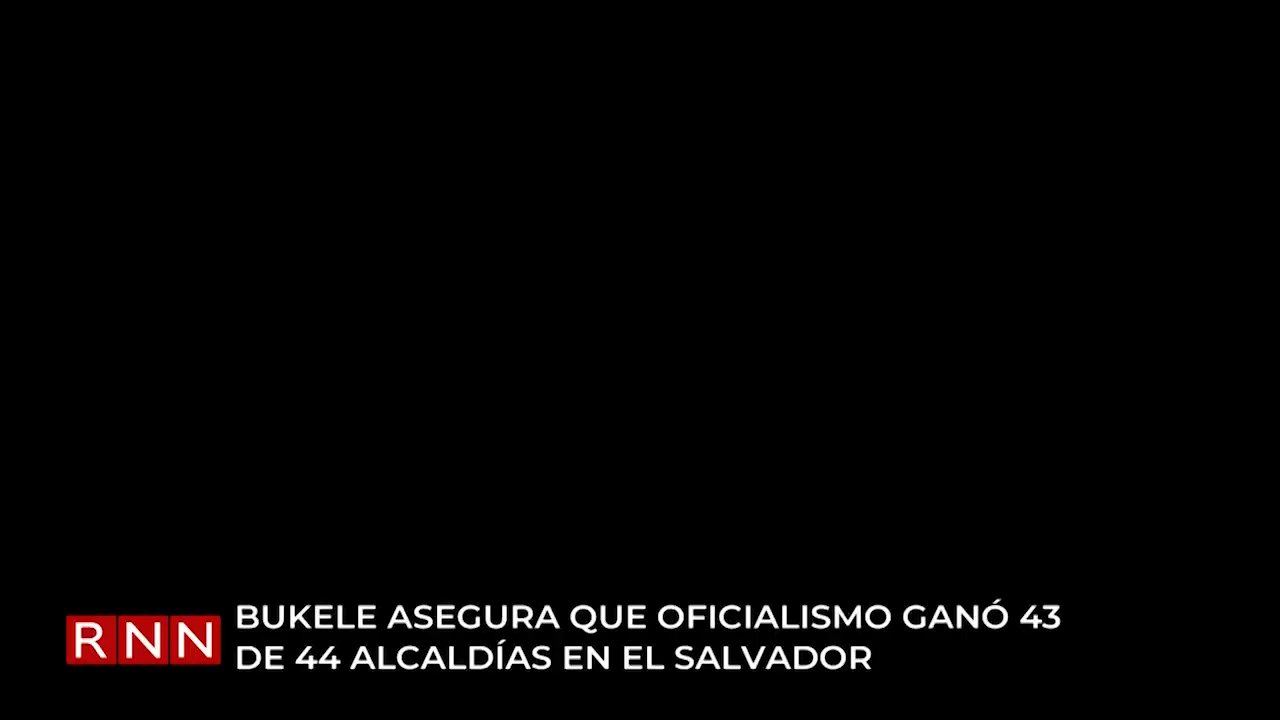 BUKELE ASEGURA QUE OFICIALISMO GANÓ 43
RNN
DE 44 ALCALDÍAS EN EL SALVADOR